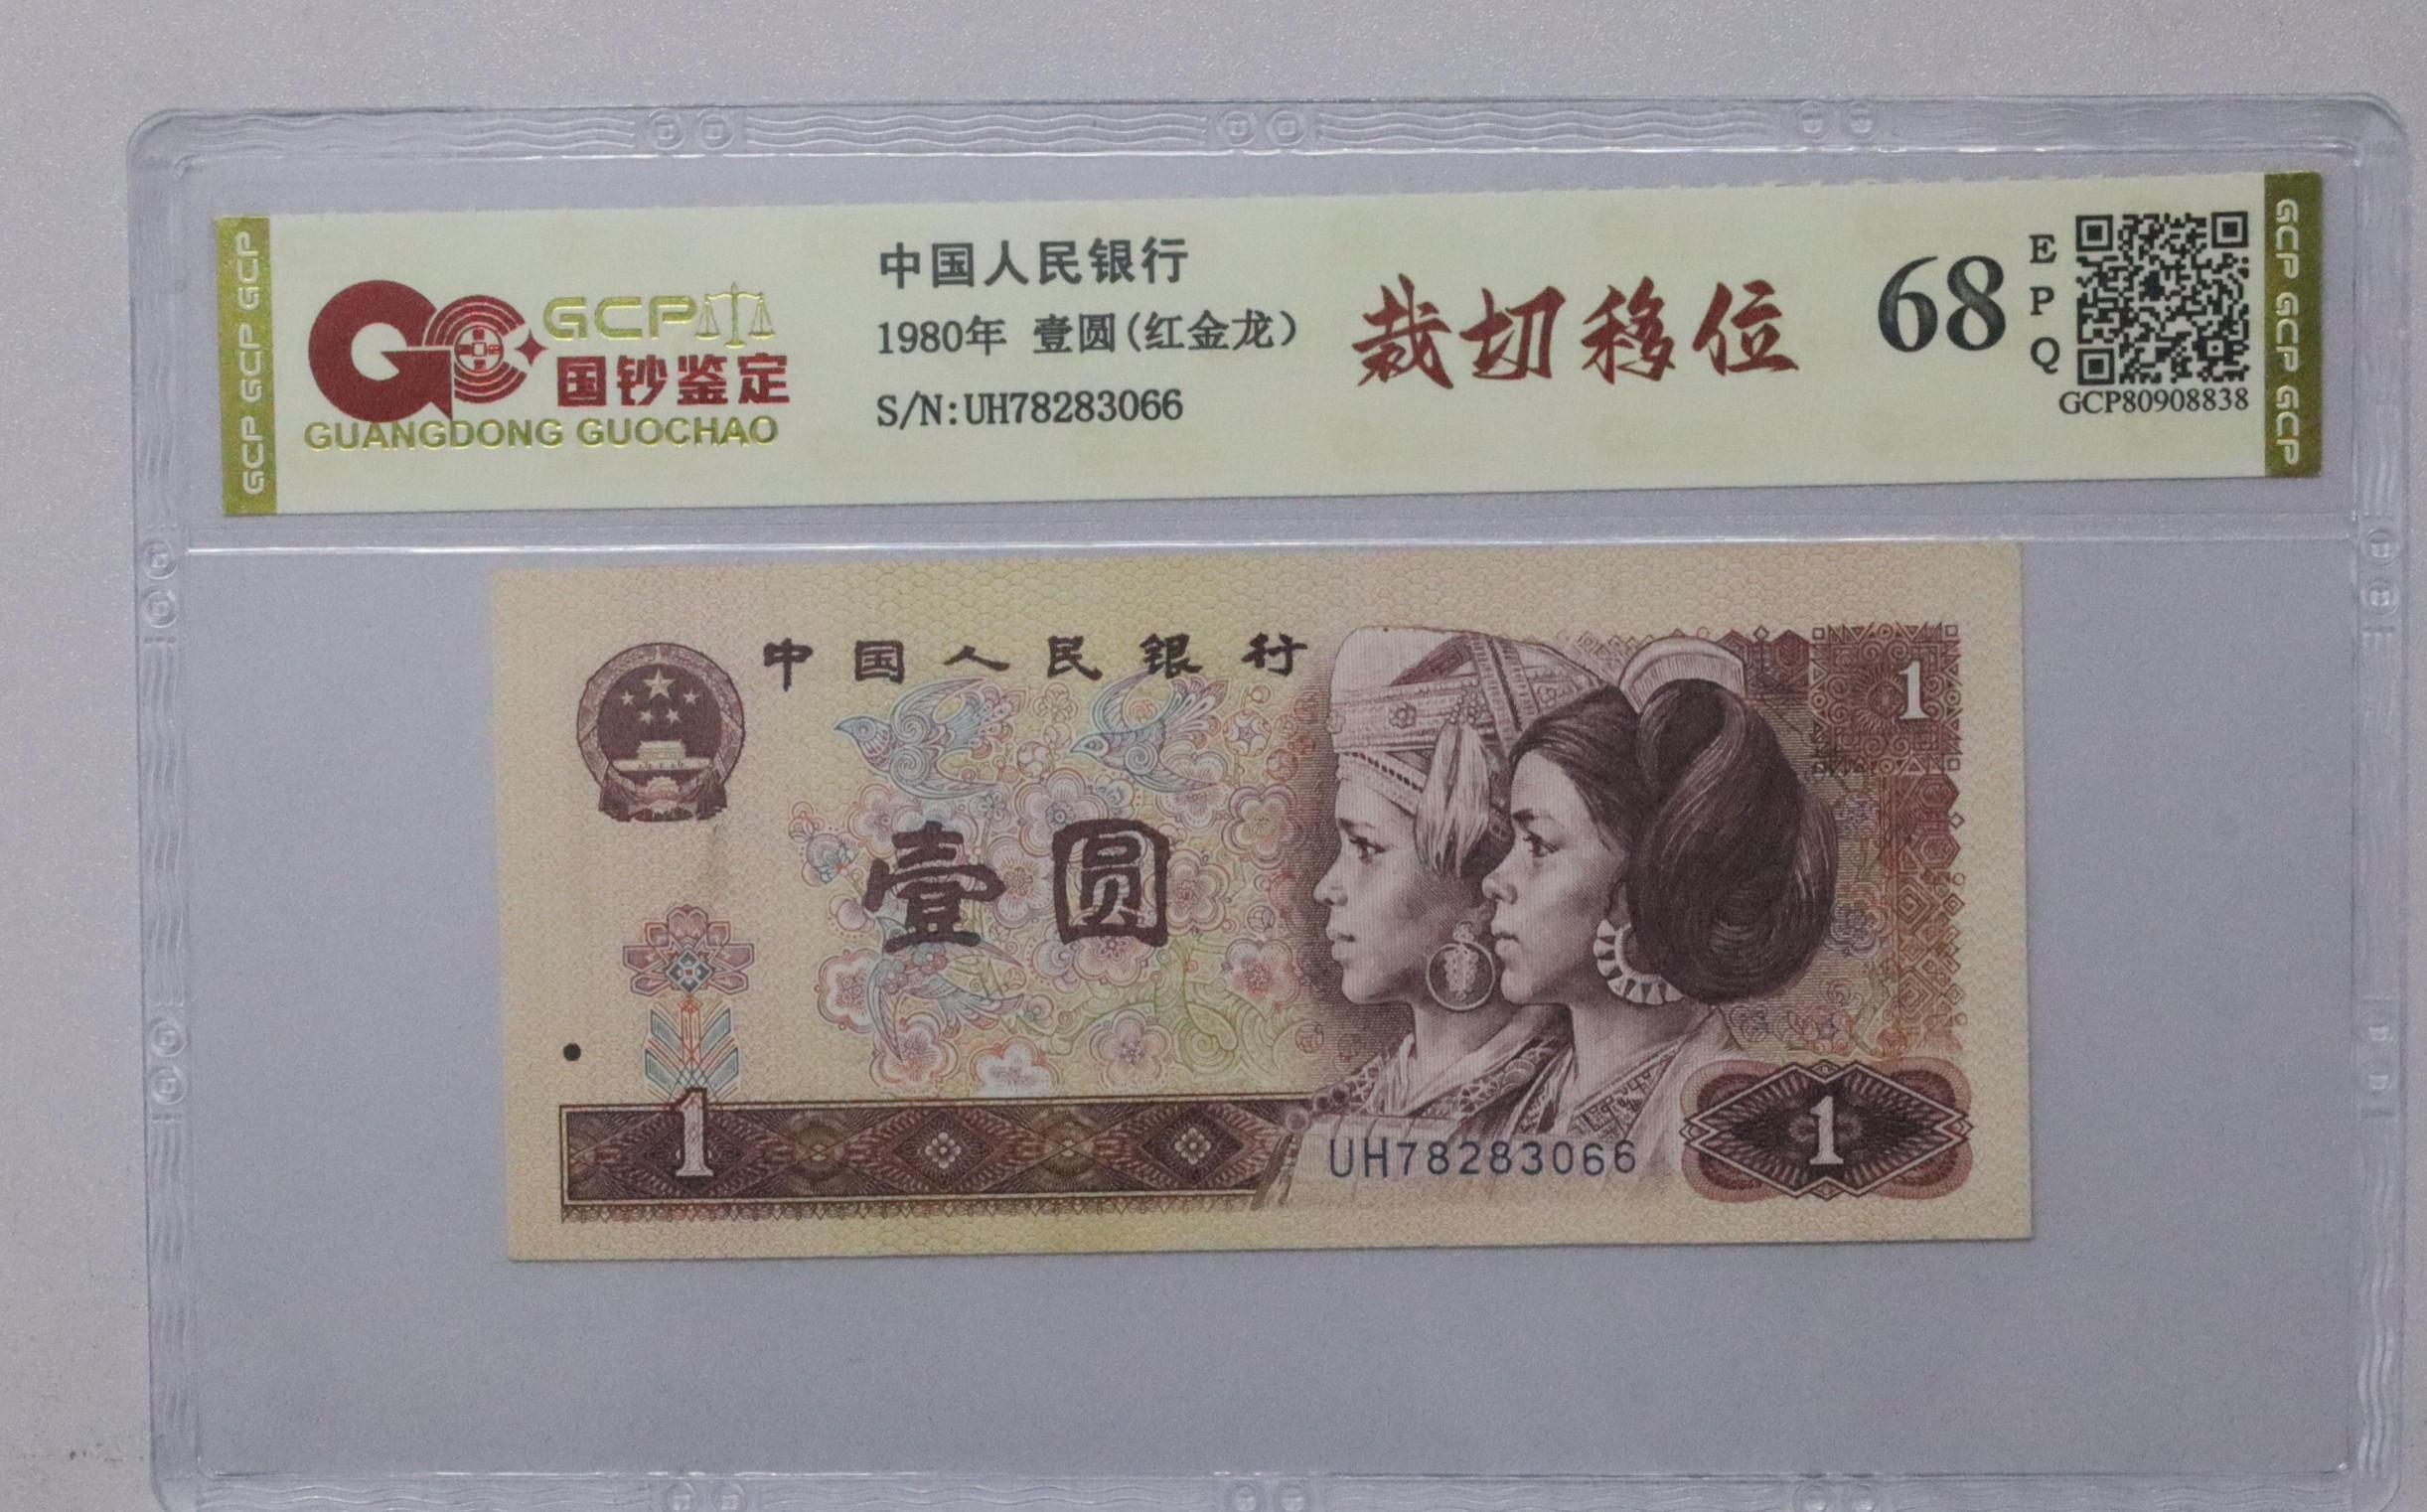 GCP GCP GCP
GCP
国钞鉴定
GUANGDONG GUOCHAO
中国人民银行
1980年 壹圆(红金龙)
S/N:UH78283066
裁切移位
68
E
P
Q
GCP80908838
GCP GCP GCP
中国人民银行
1
壹圆
1
UH78283066
1